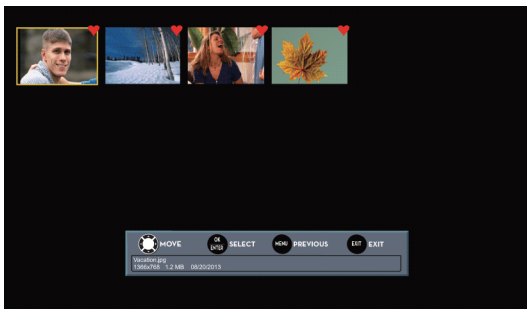 MOVE
OK
ENTER
SELECT
MENU
PREVIOUS
EXIT
EXIT
Vacation.jpg
1366x768 1.2 MB 08/20/2013